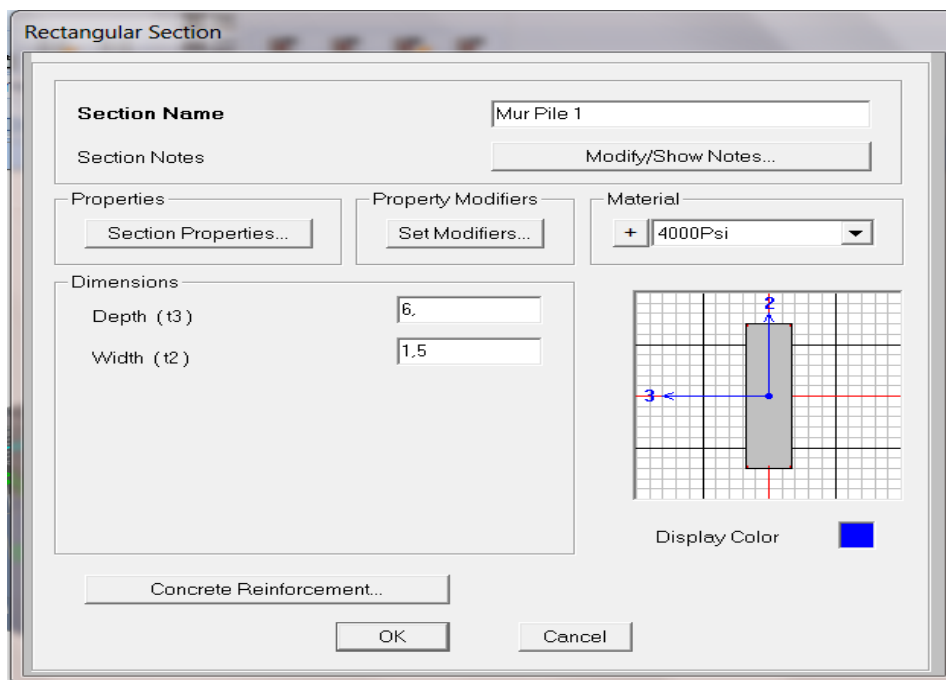 Rectangular Section
Section Name
Mur Pile 1
Section Notes
Modify/Show Notes...
Properties
Section Properties...
Property Modifiers
Set Modifiers...
Material
+
4000Psi
Dimensions
Depth (t3)
6,
Width (t2)
1,5
2
3
Display Color
Concrete Reinforcement...
OK
Cancel